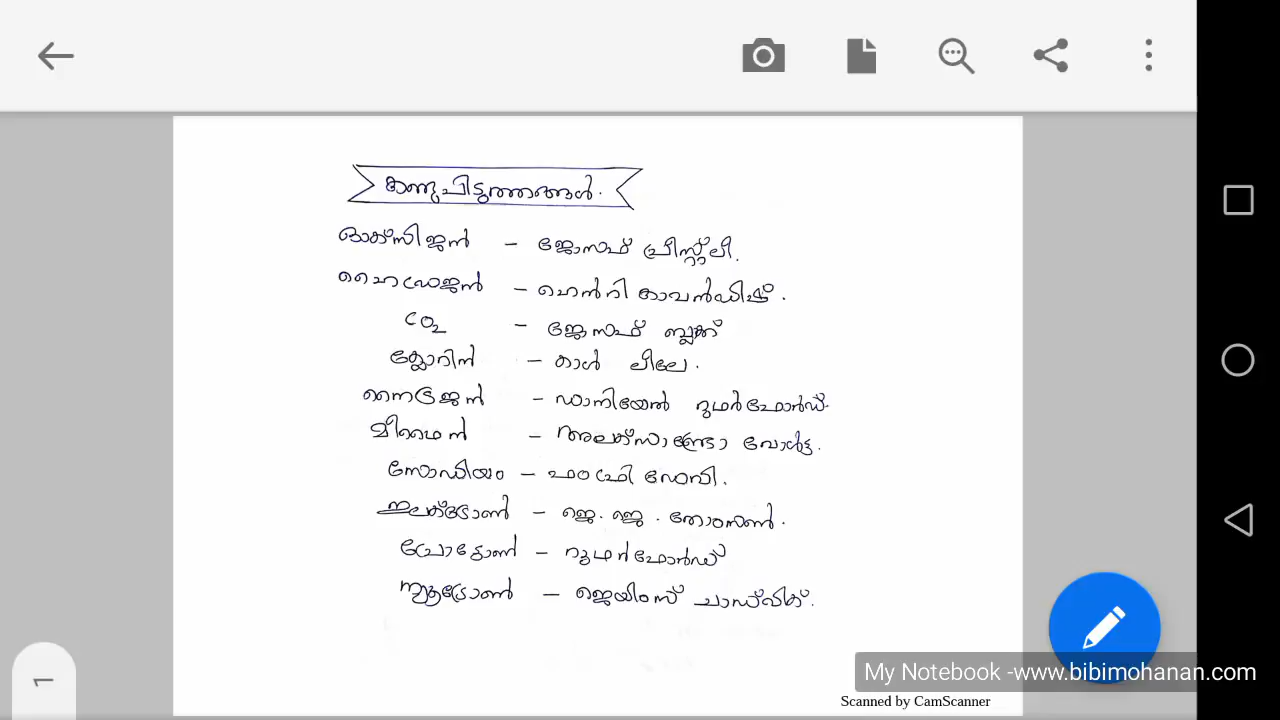 കണ്ടുപിടുത്തങ്ങൾ.
ഓക്സിജൻ - ജോസഫ് പ്രീസ്റ്റ്ലീ.
ഹൈഡ്രജൻ - ഹെൻറി കാവൻഡിഷ്.
CO2 - ജോസഫ് ബ്ലാക്ക്
ക്ലോറിൻ - കാൾ ഷീലേ.
നൈട്രജൻ - ഡാനിയേൽ റുഥർഫോർഡ്.
മീഥൈൻ - അലക്സാണ്ട്രോ വോൾട്ട.
സോഡിയം - ഹംഫ്രി ഡേവി.
ഇലക്ട്രോൺ - ജെ. ജെ. തോംസൺ.
പ്രോട്ടോൺ - റൂഥർഫോർഡ്
ന്യൂട്രോൺ - ജെയിംസ് ചാഡ്വിക്.
1
My Notebook -www.bibimohanan.com
Scanned by CamScanner